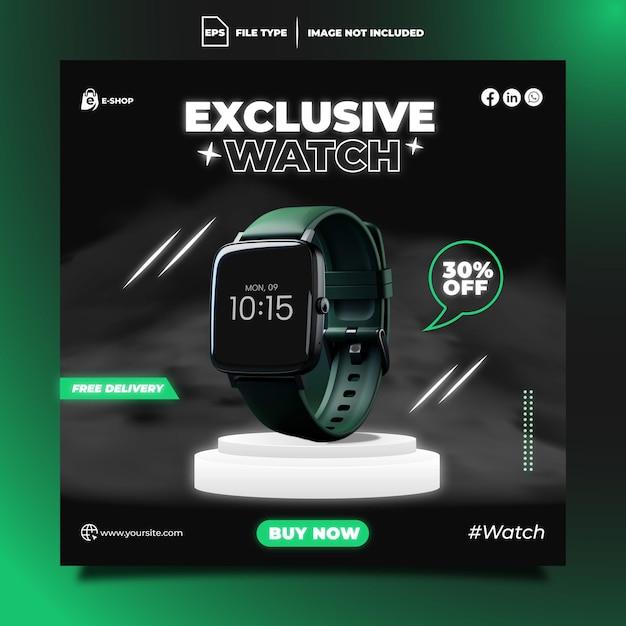 EPS FILE TYPE | IMAGE NOT INCLUDED
e E-SHOP
EXCLUSIVE
WATCH
30%
OFF
MON, 09
10:15
FREE DELIVERY
www.yoursite.com
BUY NOW
#Watch